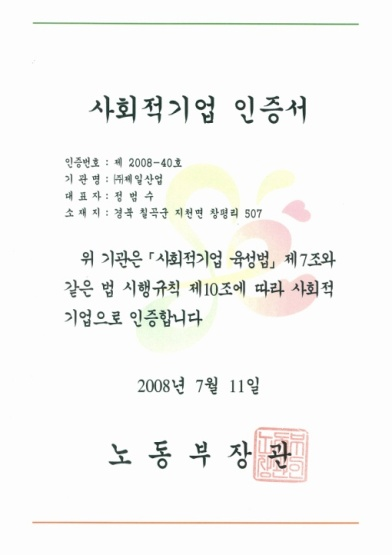 사회적기업 인증서
인증번호 : 제 2008-40호
기 관 명 : ㈜제일산업
대 표 자 : 정 범 수
소 재 지 : 경북 칠곡군 지천면 창평리 507
위 기관은 「사회적기업 육성법」 제7조와
같은 법 시행규칙 제10조에 따라 사회적
기업으로 인증합니다
2008년 7월 11일
노 동 부 장 관